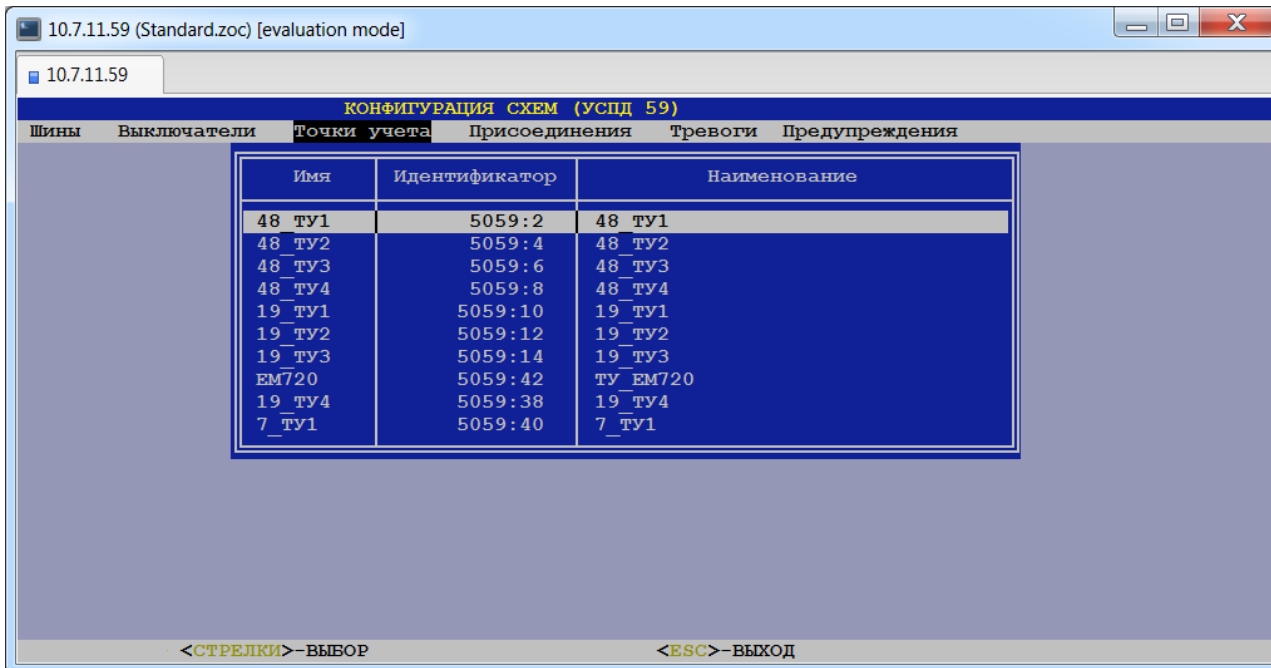 10.7.11.59 (Standard.zoc) [evaluation mode]
10.7.11.59
КОНФИГУРАЦИЯ СХЕМ (УСПД 59)
Шины Выключатели Точки учета Присоединения Тревоги Предупреждения
Имя Идентификатор Наименование
48_ТУ1 5059:2 48_ТУ1
48_ТУ2 5059:4 48_ТУ2
48_ТУ3 5059:6 48_ТУ3
48_ТУ4 5059:8 48_ТУ4
19_ТУ1 5059:10 19_ТУ1
19_ТУ2 5059:12 19_ТУ2
19_ТУ3 5059:14 19_ТУ3
ЕМ720 5059:42 ТУ_ЕМ720
19_ТУ4 5059:38 19_ТУ4
7_ТУ1 5059:40 7_ТУ1
<СТРЕЛКИ>-ВЫБОР <ESC>-ВЫХОД